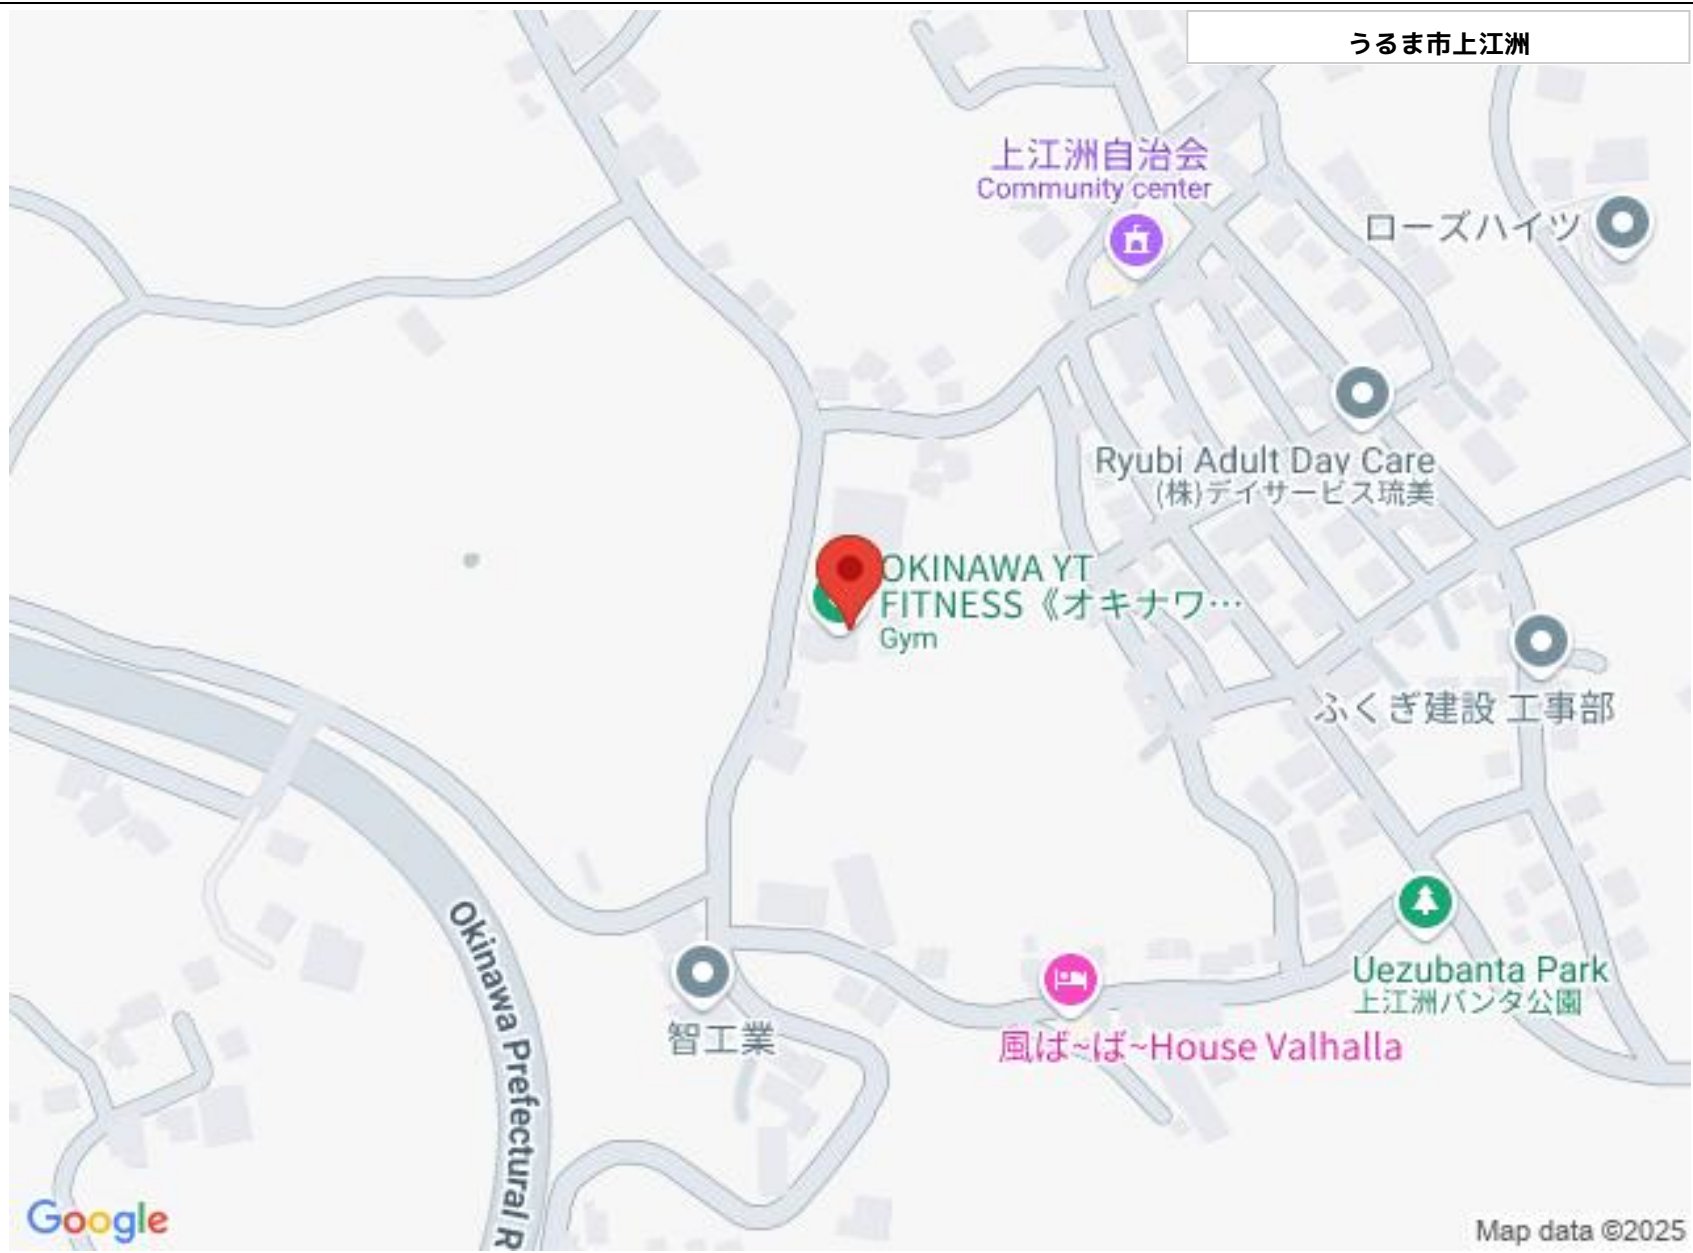 うるま市上江洲
上江洲自治会
Community center
ローズハイツ
Ryubi Adult Day Care
(株)デイサービス琉美
OKINAWA YT
FITNESS《オキナワ…
Gym
ふくぎ建設 工事部
Uezubanta Park
上江洲バンタ公園
智工業
風ば~ば~House Valhalla
Okinawa Prefectural R
Google
Map data ©2025